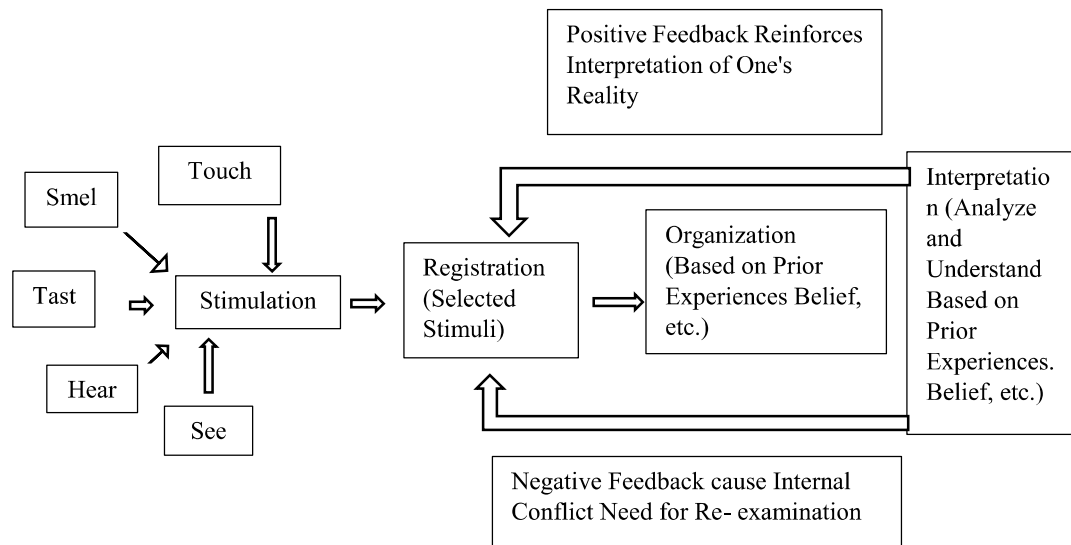 Positive Feedback Reinforces
Interpretation of One's
Reality
Touch
Smel
Tast
Hear
See
Stimulation
Registration
(Selected
Stimuli)
Organization
(Based on Prior
Experiences Belief,
etc.)
Interpretatio
n (Analyze
and
Understand
Based on
Prior
Experiences.
Belief, etc.)
Negative Feedback cause Internal
Conflict Need for Re- examination